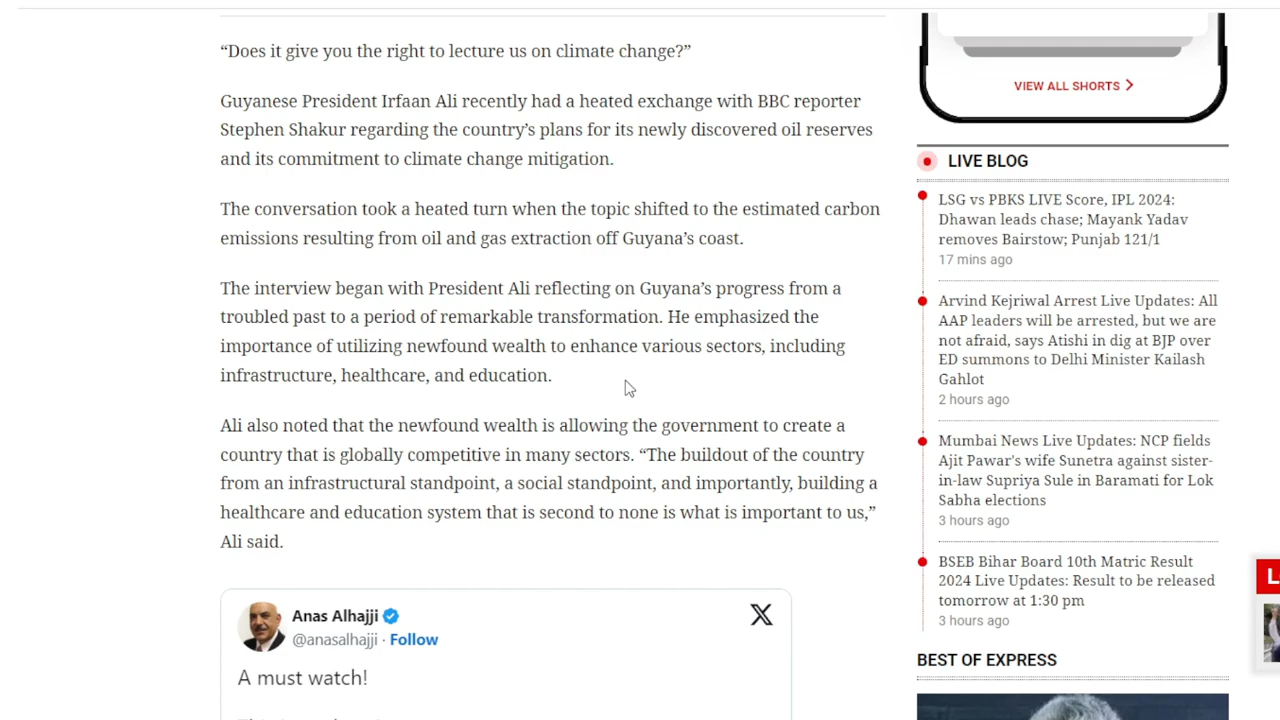 “Does it give you the right to lecture us on climate change?”
Guyanese President Irfaan Ali recently had a heated exchange with BBC reporter
Stephen Shakur regarding the country’s plans for its newly discovered oil reserves
and its commitment to climate change mitigation.
The conversation took a heated turn when the topic shifted to the estimated carbon
emissions resulting from oil and gas extraction off Guyana’s coast.
The interview began with President Ali reflecting on Guyana’s progress from a
troubled past to a period of remarkable transformation. He emphasized the
importance of utilizing newfound wealth to enhance various sectors, including
infrastructure, healthcare, and education.
Ali also noted that the newfound wealth is allowing the government to create a
country that is globally competitive in many sectors. “The buildout of the country
from an infrastructural standpoint, a social standpoint, and importantly, building a
healthcare and education system that is second to none is what is important to us,”
Ali said.
Anas Alhajji
@anasalhajji · Follow
A must watch!
VIEW ALL SHORTS
LIVE BLOG
LSG vs PBKS LIVE Score, IPL 2024:
Dhawan leads chase; Mayank Yadav
removes Bairstow; Punjab 121/1
17 mins ago
Arvind Kejriwal Arrest Live Updates: All
AAP leaders will be arrested, but we are
not afraid, says Atishi in dig at BJP over
ED summons to Delhi Minister Kailash
Gahlot
2 hours ago
Mumbai News Live Updates: NCP fields
Ajit Pawar's wife Sunetra against sister-
in-law Supriya Sule in Baramati for Lok
Sabha elections
3 hours ago
BSEB Bihar Board 10th Matric Result
2024 Live Updates: Result to be released
tomorrow at 1:30 pm
3 hours ago
BEST OF EXPRESS
L